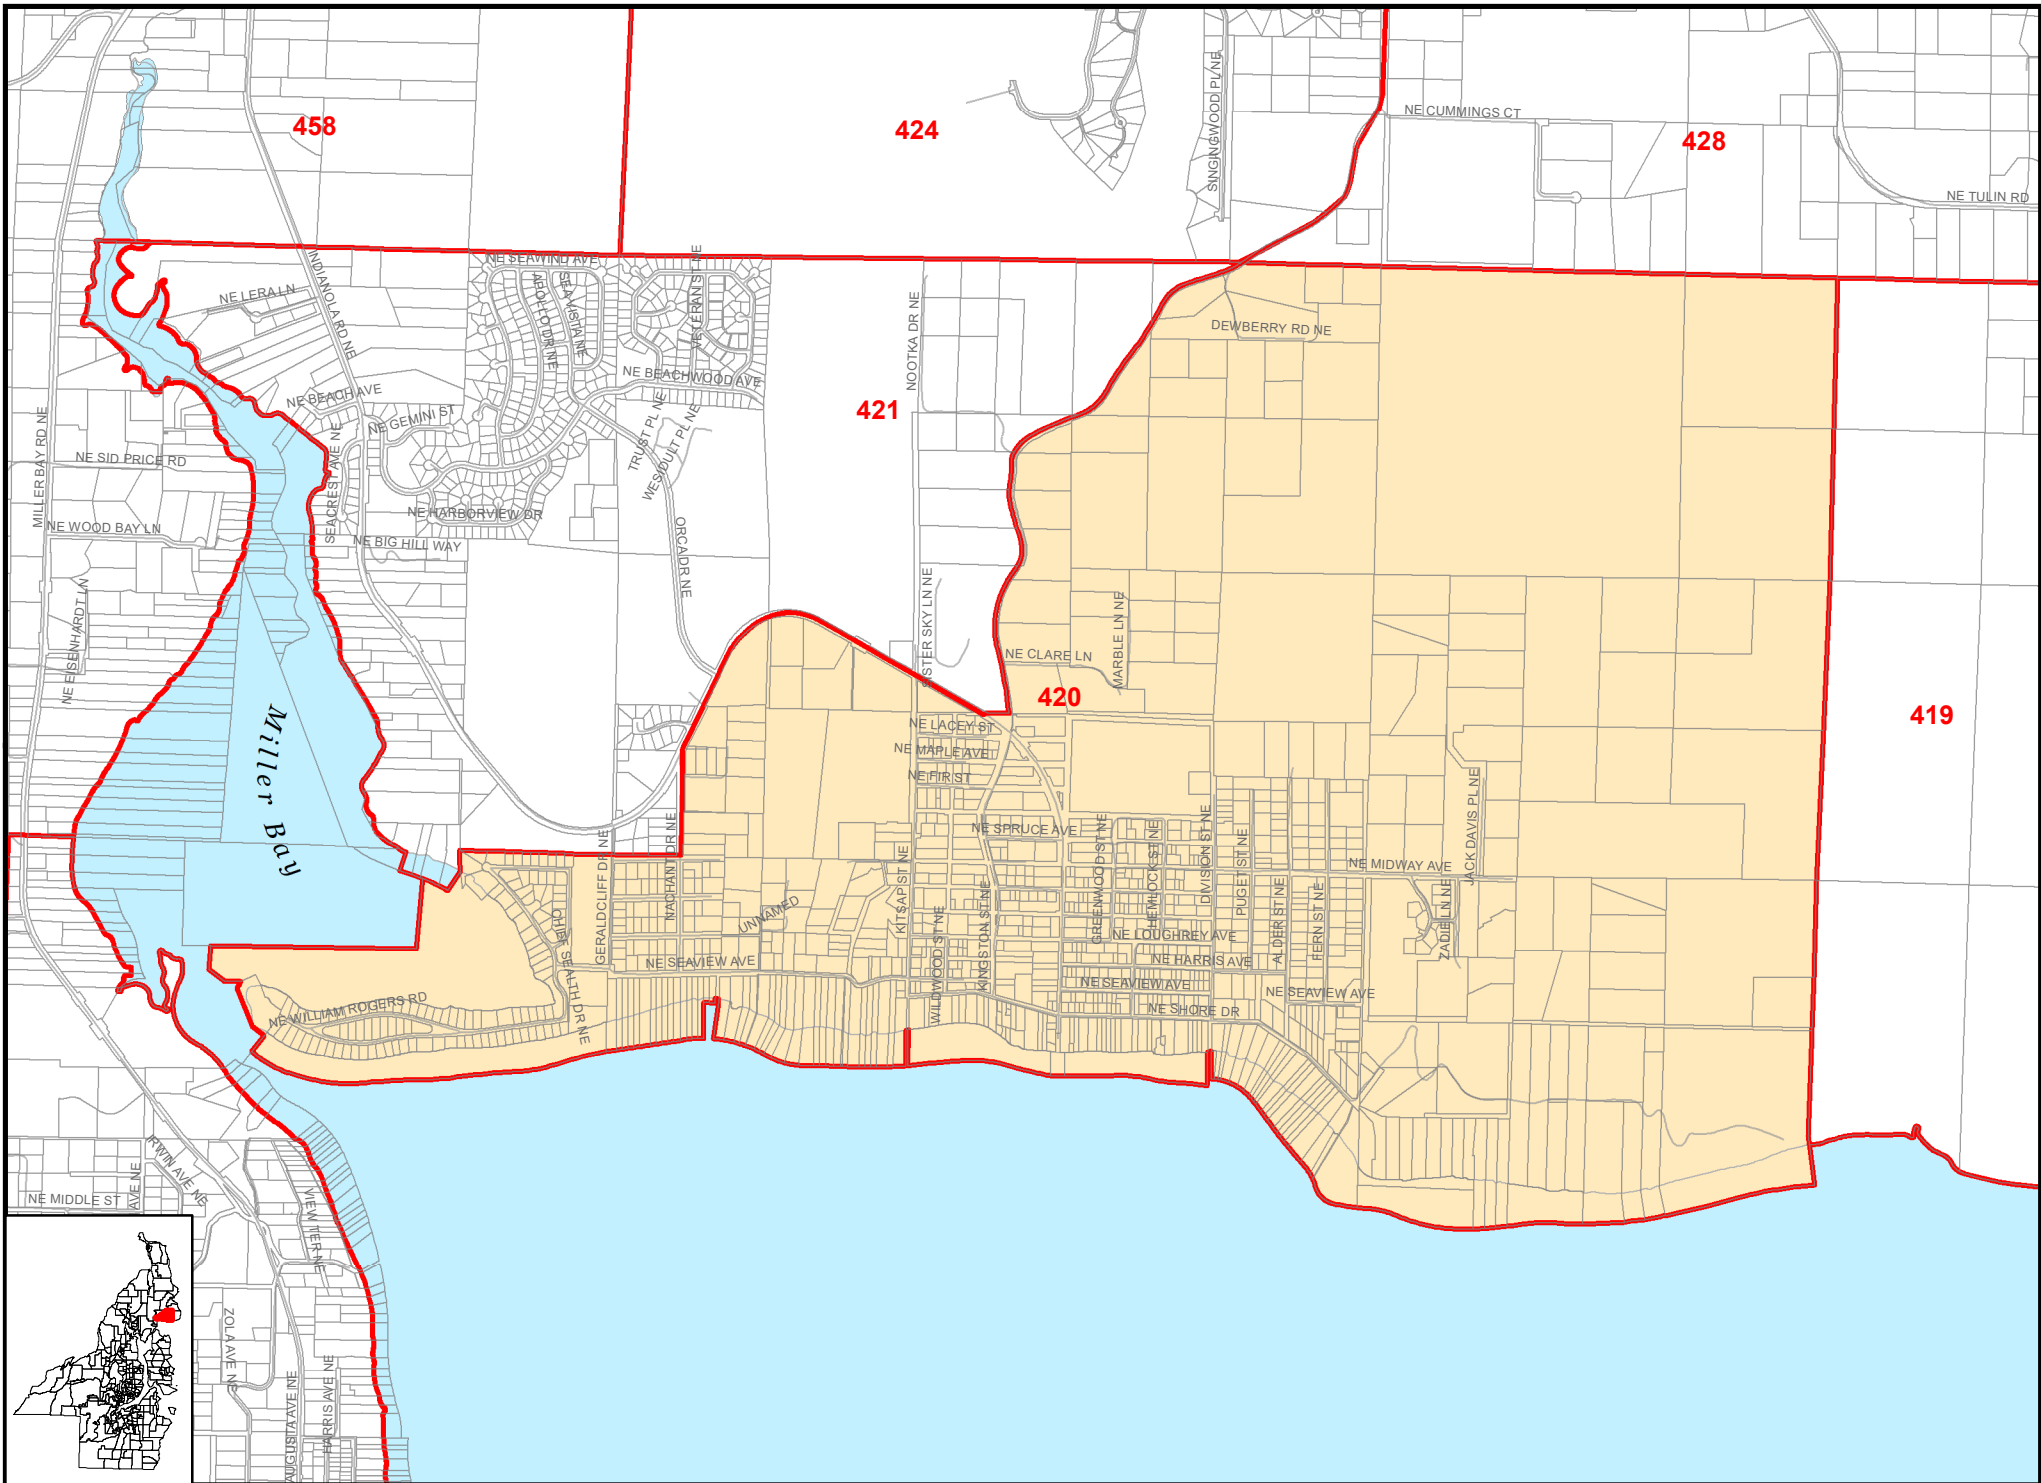 458
424
428
421
420
419
NE CUMMINGS CT
SINGINGWOOD PL NE
NE TULIN RD
NE SEAWIND AVE
INDIANOLA RD NE
NE LERA LN
APOLLO DR NE
SEA VISTA NE
VETERAN ST NE
NOOTKA DR NE
DEWBERRY RD NE
NE BEACH AVE
NE BEACHWOOD AVE
NE GEMINI ST
TRUST PL NE
WESIDULT PL NE
MILLER BAY RD NE
NE SID PRICE RD
SEACREST AVE NE
NE HARBORVIEW DR
NE WOOD BAY LN
NE BIG HILL WAY
ORCA DR NE
NE EISENHARDT LN
SISTER SKY LN NE
MARBLE LN NE
NE CLARE LN
Miller Bay
NE LACEY ST
NE MAPLE AVE
NE FIR ST
JACK DAVIS PL NE
NE SPRUCE AVE
GERALDCLIFF DR NE
NACHANT DR NE
KITSAP ST NE
GREENWOOD ST NE
HEMLOCK ST NE
DIVISION ST NE
PUGET ST NE
NE MIDWAY AVE
UNNAMED
CHIEF SEALTH DR NE
WILDWOOD ST NE
KINGSTON ST NE
ALDER ST NE
FERN ST NE
ZADIE LN NE
NE LOUGHREY AVE
NE SEAVIEW AVE
NE HARRIS AVE
NE SEAVIEW AVE
NE SEAVIEW AVE
NE WILLIAM ROGERS RD
NE SHORE DR
IRWIN AVE NE
AVE NE
NE MIDDLE ST
VIEW TER NE
ZOLA AVE NE
AUGUSTA AVE NE
HARRIS AVE NE